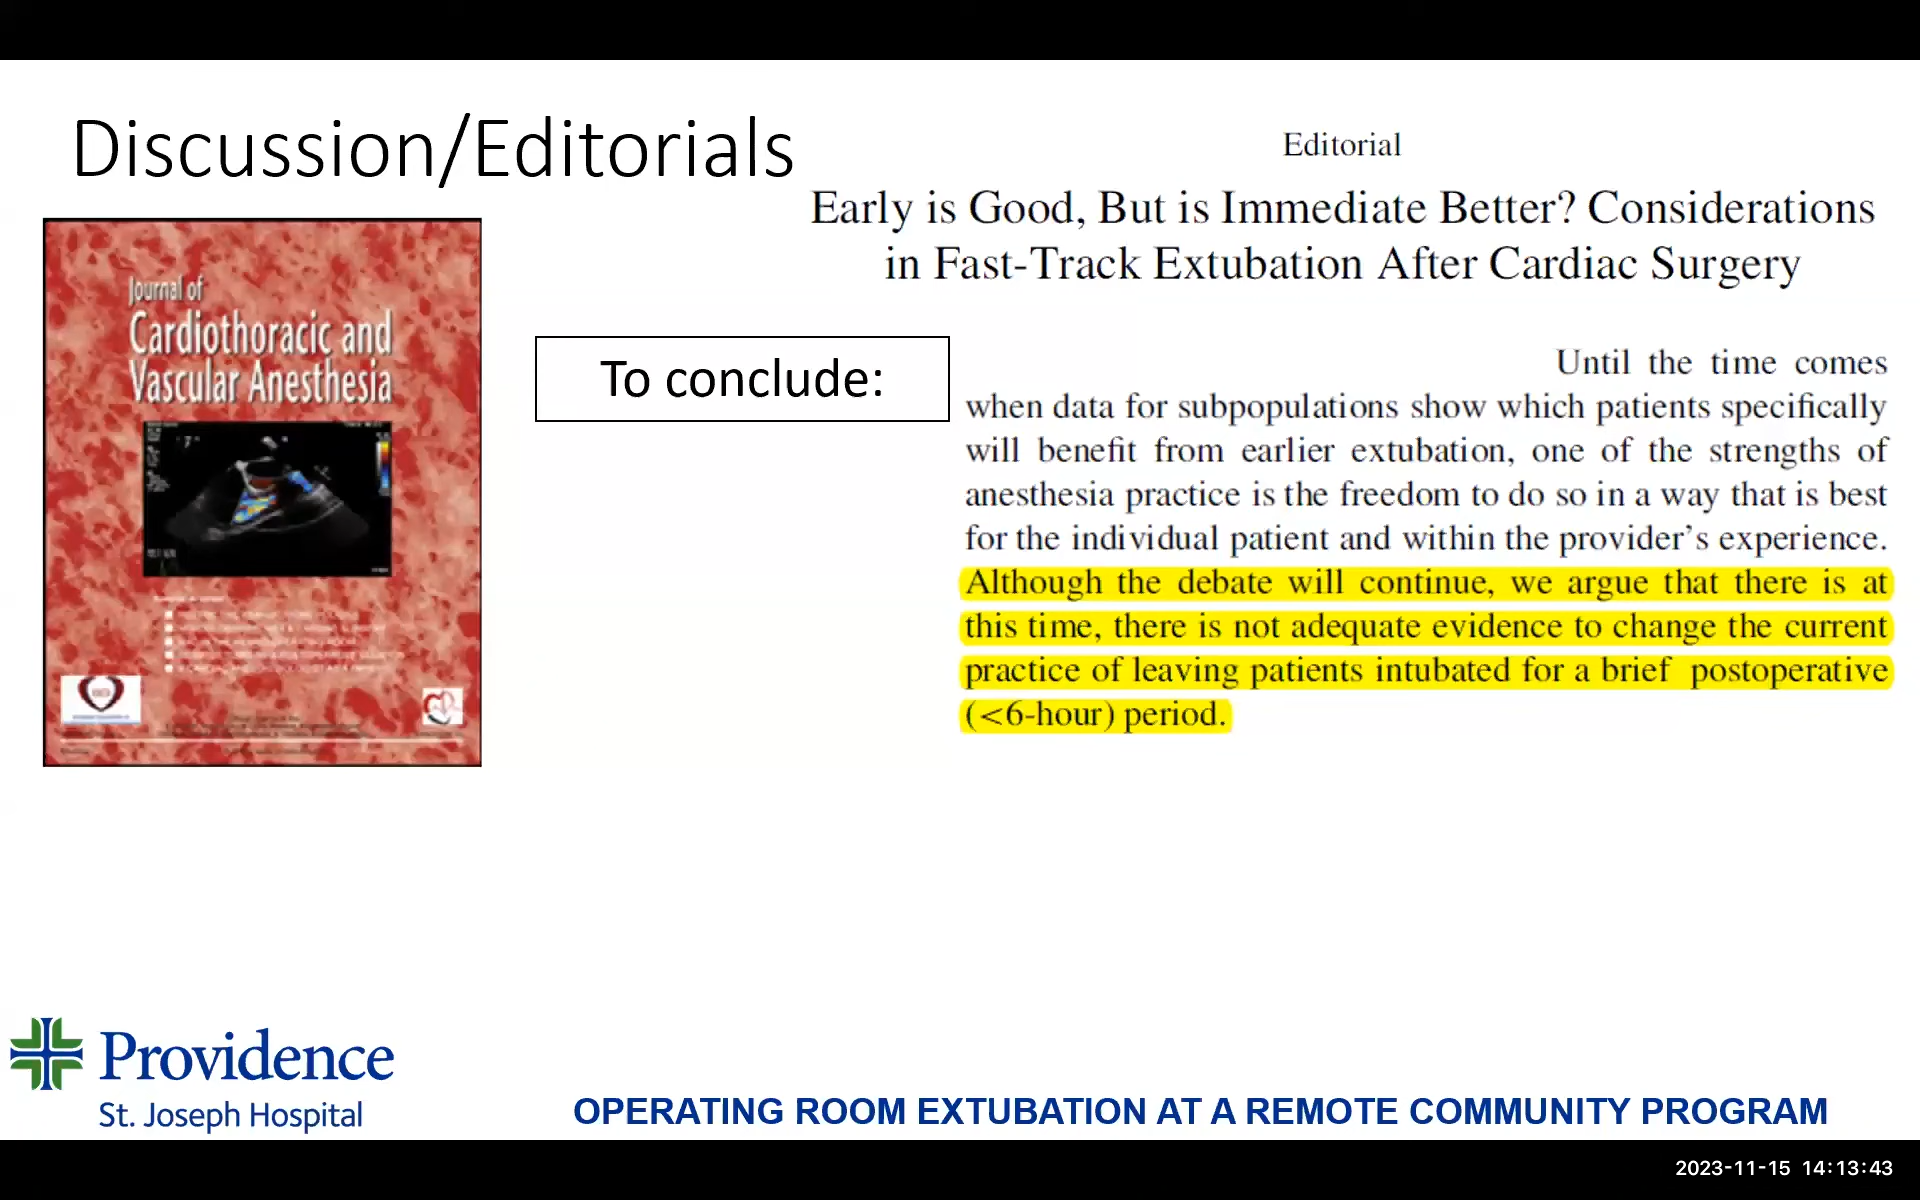 Discussion/Editorials
Journal of
Cardiothoracic and
Vascular Anesthesia
To conclude:
Editorial
Early is Good, But is Immediate Better? Considerations
in Fast-Track Extubation After Cardiac Surgery
Until the time comes
when data for subpopulations show which patients specifically
will benefit from earlier extubation, one of the strengths of
anesthesia practice is the freedom to do so in a way that is best
for the individual patient and within the provider's experience.
Although the debate will continue, we argue that there is at
this time, there is not adequate evidence to change the current
practice of leaving patients intubated for a brief postoperative
(<6-hour) period.
Providence
St. Joseph Hospital
OPERATING ROOM EXTUBATION AT A REMOTE COMMUNITY PROGRAM
2023-11-15 14:13:43